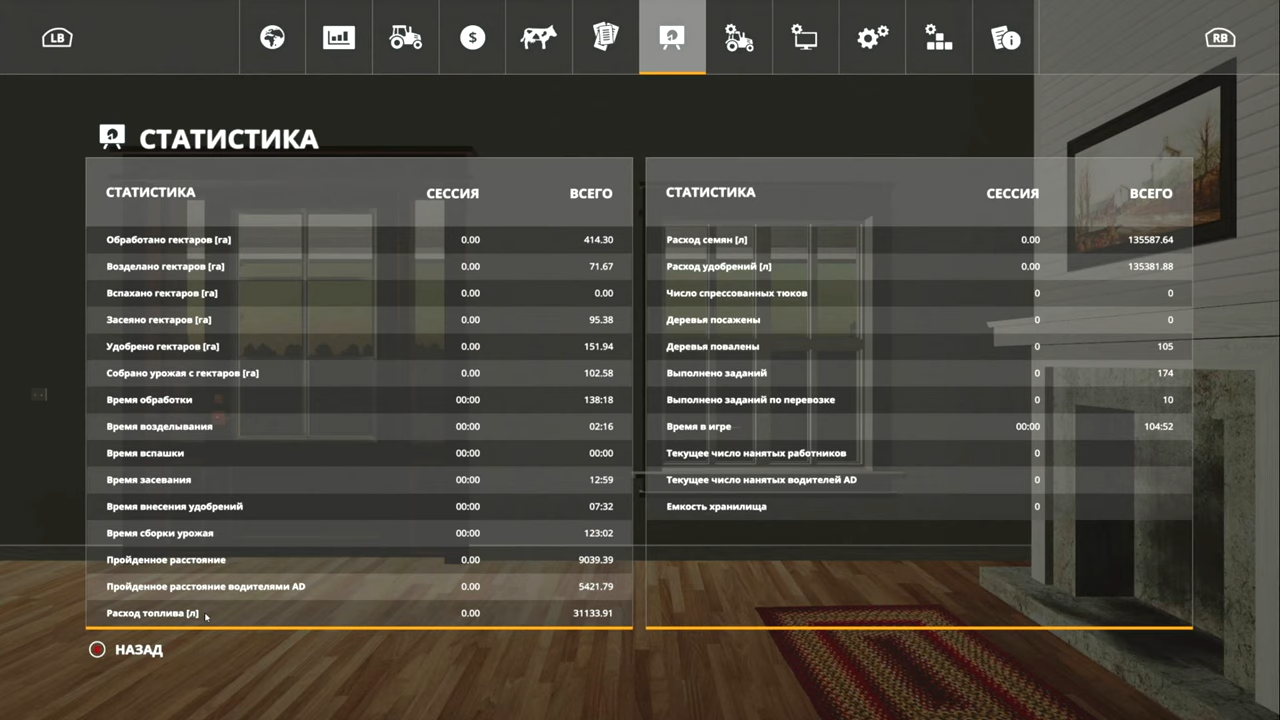 LB
RB
СТАТИСТИКА
СТАТИСТИКА СЕССИЯ ВСЕГО
Обработано гектаров [га] 0.00 414.30
Возделано гектаров [га] 0.00 71.67
Вспахано гектаров [га] 0.00 0.00
Засеяно гектаров [га] 0.00 95.38
Удобрено гектаров [га] 0.00 151.94
Собрано урожая с гектаров [га] 0.00 102.58
Время обработки 00:00 138:18
Время возделывания 00:00 02:16
Время вспашки 00:00 00:00
Время засевания 00:00 12:59
Время внесения удобрений 00:00 07:32
Время сборки урожая 00:00 123:02
Пройденное расстояние 0.00 9039.39
Пройденное расстояние водителями AD 0.00 5421.79
Расход топлива [л] 0.00 31133.91
СТАТИСТИКА СЕССИЯ ВСЕГО
Расход семян [л] 0.00 135587.64
Расход удобрений [л] 0.00 135381.88
Число спрессованных тюков 0 0
Деревья посажены 0 0
Деревья повалены 0 105
Выполнено заданий 0 174
Выполнено заданий по перевозке 0 10
Время в игре 00:00 104:52
Текущее число нанятых работников 0
Текущее число нанятых водителей AD 0
Емкость хранилища 0
НАЗАД